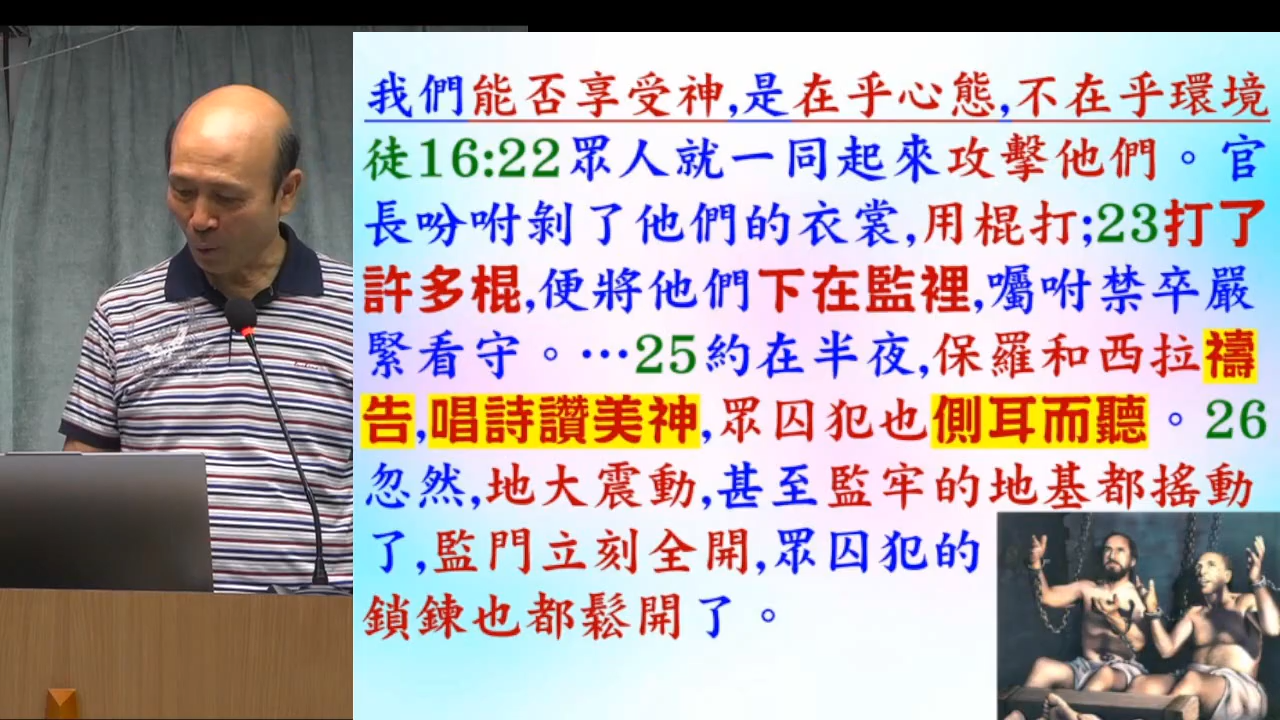 我們能否享受神,是在乎心態,不在乎環境
徒16:22眾人就一同起來攻擊他們。官
長吩咐剝了他們的衣裳,用棍打;23打了
許多棍,便將他們下在監裡,囑咐禁卒嚴
緊看守。…25約在半夜,保羅和西拉禱
告,唱詩讚美神,眾囚犯也側耳而聽。26
忽然,地大震動,甚至監牢的地基都搖動
了,監門立刻全開,眾囚犯的
鎖鍊也都鬆開了。